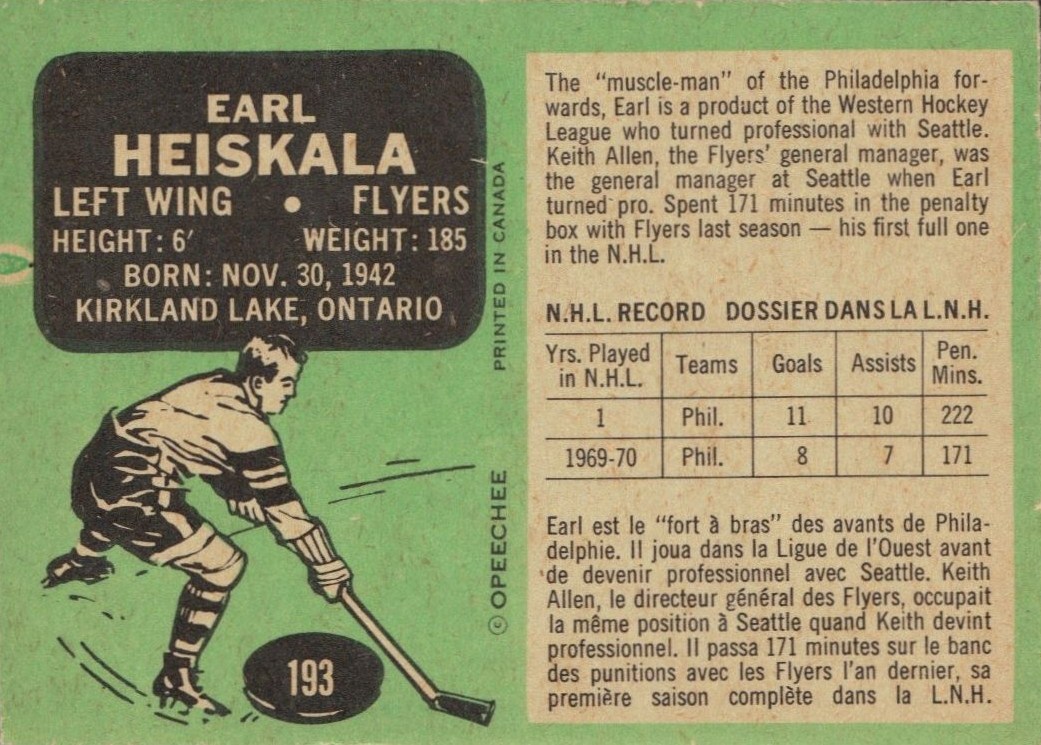 EARL
HEISKALA
LEFT WING • FLYERS
HEIGHT: 6' WEIGHT: 185
BORN: NOV. 30, 1942
KIRKLAND LAKE, ONTARIO
193
PRINTED IN CANADA
© OPEECHEE
The "muscle-man" of the Philadelphia for-
wards, Earl is a product of the Western Hockey
League who turned professional with Seattle.
Keith Allen, the Flyers' general manager, was
the general manager at Seattle when Earl
turned pro. Spent 171 minutes in the penalty
box with Flyers last season — his first full one
in the N.H.L.
N.H.L. RECORD DOSSIER DANS LA L.N.H.
Yrs. Played in N.H.L. Teams Goals Assists Pen. Mins.
1 Phil. 11 10 222
1969-70 Phil. 8 7 171
Earl est le "fort à bras" des avants de Phila-
delphie. Il joua dans la Ligue de l'Ouest avant
de devenir professionnel avec Seattle. Keith
Allen, le directeur général des Flyers, occupait
la même position à Seattle quand Keith devint
professionnel. Il passa 171 minutes sur le banc
des punitions avec les Flyers l'an dernier, sa
première saison complète dans la L.N.H.